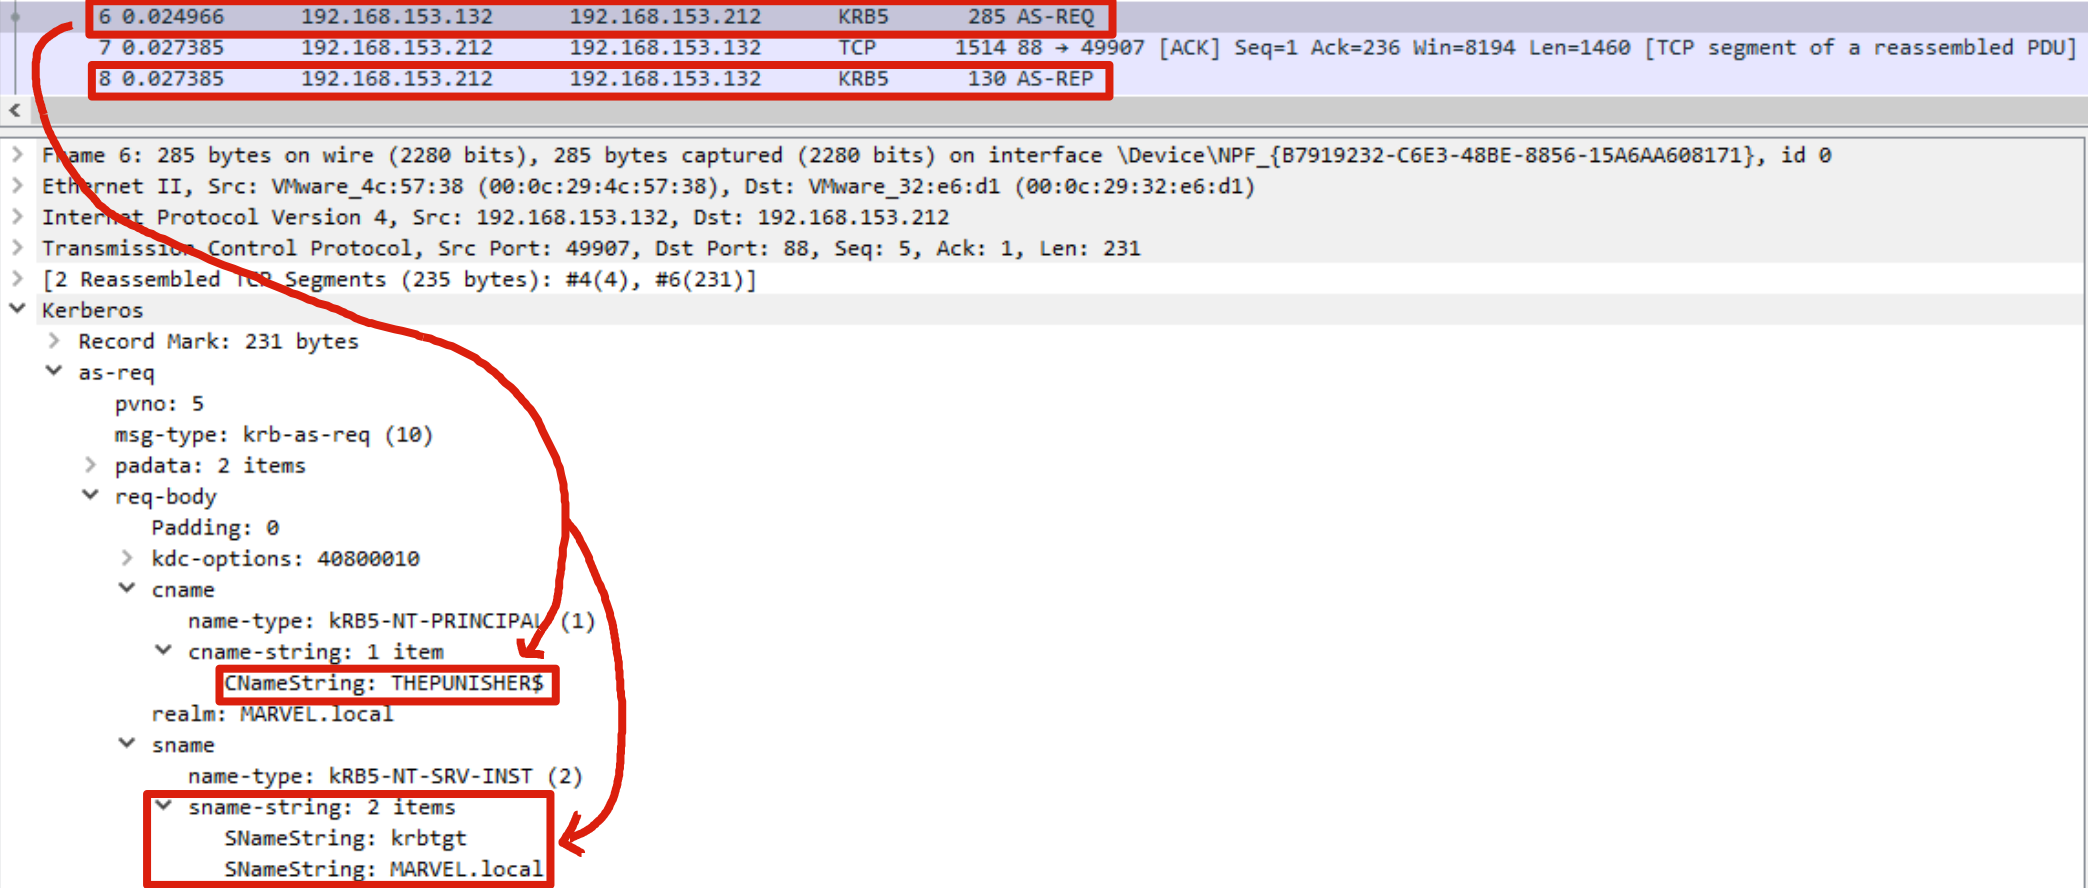 6 0.024966 192.168.153.132 192.168.153.212 KRB5 285 AS-REQ
7 0.027385 192.168.153.212 192.168.153.132 TCP 1514 88 → 49907 [ACK] Seq=1 Ack=236 Win=8194 Len=1460 [TCP segment of a reassembled PDU]
8 0.027385 192.168.153.212 192.168.153.132 KRB5 130 AS-REP
Frame 6: 285 bytes on wire (2280 bits), 285 bytes captured (2280 bits) on interface \Device\NPF_{B7919232-C6E3-48BE-8856-15A6AA608171}, id 0
Ethernet II, Src: VMware_4c:57:38 (00:0c:29:4c:57:38), Dst: VMware_32:e6:d1 (00:0c:29:32:e6:d1)
Internet Protocol Version 4, Src: 192.168.153.132, Dst: 192.168.153.212
Transmission Control Protocol, Src Port: 49907, Dst Port: 88, Seq: 5, Ack: 1, Len: 231
[2 Reassembled TCP Segments (235 bytes): #4(4), #6(231)]
Kerberos
Record Mark: 231 bytes
as-req
pvno: 5
msg-type: krb-as-req (10)
padata: 2 items
req-body
Padding: 0
kdc-options: 40800010
cname
name-type: kRB5-NT-PRINCIPAL (1)
cname-string: 1 item
CNameString: THEPUNISHER$
realm: MARVEL.local
sname
name-type: kRB5-NT-SRV-INST (2)
sname-string: 2 items
SNameString: krbtgt
SNameString: MARVEL.local